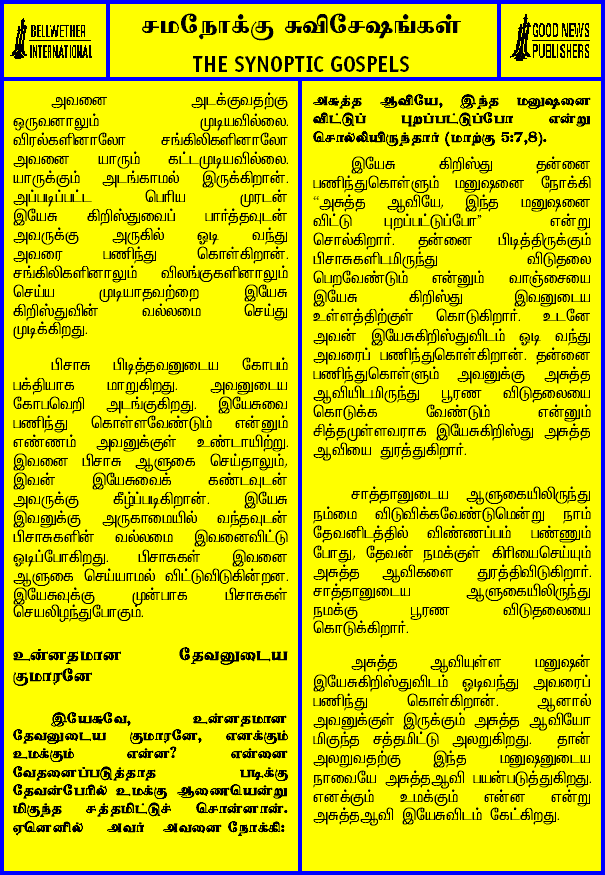 BELLWETHER
INTERNATIONAL
சமநோக்கு சுவிசேஷங்கள்
THE SYNOPTIC GOSPELS
GOOD NEWS
PUBLISHERS
அவனை அடக்குவதற்கு
ஒருவனாலும் முடியவில்லை.
விரல்களினாலோ சங்கிலிகளினாலோ
அவனை யாரும் கட்டமுடியவில்லை.
யாருக்கும் அடங்காமல் இருக்கிறான்.
அப்படிப்பட்ட பெரிய முரடன்
இயேசு கிறிஸ்துவைப் பார்த்தவுடன்
அவருக்கு அருகில் ஓடி வந்து
அவரை பணிந்து கொள்கிறான்.
சங்கிலிகளினாலும் விலங்குகளினாலும்
செய்ய முடியாதவற்றை இயேசு
கிறிஸ்துவின் வல்லமை செய்து
முடிக்கிறது.
பிசாசு பிடித்தவனுடைய கோபம்
பக்தியாக மாறுகிறது. அவனுடைய
கோபவெறி அடங்குகிறது. இயேசுவை
பணிந்து கொள்ளவேண்டும் என்னும்
எண்ணம் அவனுக்குள் உண்டாயிற்று.
இவனை பிசாசு ஆளுகை செய்தாலும்,
இவன் இயேசுவைக் கண்டவுடன்
அவருக்கு கீழ்ப்படிகிறான். இயேசு
இவனுக்கு அருகாமையில் வந்தவுடன்
பிசாசுகளின் வல்லமை இவனைவிட்டு
ஓடிப்போகிறது. பிசாசுகள் இவனை
ஆளுகை செய்யாமல் விட்டுவிடுகின்றன.
இயேசுவுக்கு முன்பாக பிசாசுகள்
செயலிழந்துபோகும்.
உன்னதமான தேவனுடைய
குமாரனே
இயேசுவே, உன்னதமான
தேவனுடைய குமாரனே, எனக்கும்
உமக்கும் என்ன? என்னை
வேதனைப்படுத்தாத படிக்கு
தேவன்பேரில் உமக்கு ஆணையென்று
மிகுந்த சத்தமிட்டுச் சொன்னான்.
ஏனெனில் அவர் அவனை நோக்கி:
அசுத்த ஆவியே, இந்த மனுஷனை
விட்டுப் புறப்பட்டுப்போ என்று
சொல்லியிருந்தார் (மாற்கு 5:7,8).
இயேசு கிறிஸ்து தன்னை
பணிந்துகொள்ளும் மனுஷனை நோக்கி
“அசுத்த ஆவியே, இந்த மனுஷனை
விட்டு புறப்பட்டுப்போ” என்று
சொல்கிறார். தன்னை பிடித்திருக்கும்
பிசாசுகளிடமிருந்து விடுதலை
பெறவேண்டும் என்னும் வாஞ்சையை
இயேசு கிறிஸ்து இவனுடைய
உள்ளத்திற்குள் கொடுகிறார். உடனே
அவன் இயேசுகிறிஸ்துவிடம் ஓடி வந்து
அவரைப் பணிந்துகொள்கிறான். தன்னை
பணிந்துகொள்ளும் அவனுக்கு அசுத்த
ஆவியிடமிருந்து பூரண விடுதலையை
கொடுக்க வேண்டும் என்னும்
சித்தமுள்ளவராக இயேசுகிறிஸ்து அசுத்த
ஆவியை துரத்துகிறார்.
சாத்தானுடைய ஆளுகையிலிருந்து
நம்மை விடுவிக்கவேண்டுமென்று நாம்
தேவனிடத்தில் விண்ணப்பம் பண்ணும்
போது, தேவன் நமக்குள் கிரியைசெய்யும்
அசுத்த ஆவிகளை துரத்திவிடுகிறார்.
சாத்தானுடைய ஆளுகையிலிருந்து
நமக்கு பூரண விடுதலையை
கொடுக்கிறார்.
அசுத்த ஆவியுள்ள மனுஷன்
இயேசுகிறிஸ்துவிடம் ஓடிவந்து அவரைப்
பணிந்து கொள்கிறான். ஆனால்
அவனுக்குள் இருக்கும் அசுத்த ஆவியோ
மிகுந்த சத்தமிட்டு அலறுகிறது. தான்
அலறுவதற்கு இந்த மனுஷனுடைய
நாவையே அசுத்தஆவி பயன்படுத்துகிறது.
எனக்கும் உமக்கும் என்ன என்று
அசுத்தஆவி இயேசுவிடம் கேட்கிறது.